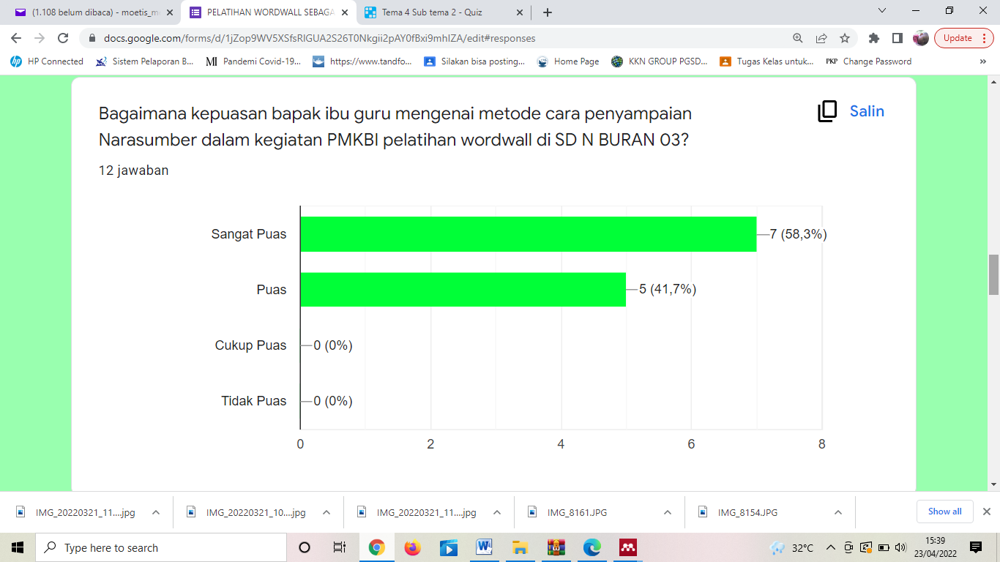 (1.108 belum dibaca) - moetis_m
PELATIHAN WORDWALL SEBAGA
Tema 4 Sub tema 2 - Quiz
docs.google.com/forms/d/1jZop9WV5XSfsRlGUA2S26T0Nkgii2pAY0fBxi9mhIZA/edit#responses
Update
HP Connected
Sistem Pelaporan B...
Pandemi Covid-19...
https://www.tandfo...
Silakan bisa posting...
Home Page
KKN GROUP PGSD...
Tugas Kelas untuk...
PKP Change Password
Bagaimana kepuasan bapak ibu guru mengenai metode cara penyampaian
Narasumber dalam kegiatan PMKBI pelatihan wordwall di SD N BURAN 03?
Salin
12 jawaban
Sangat Puas
7 (58,3%)
Puas
5 (41,7%)
Cukup Puas
0 (0%)
Tidak Puas
0 (0%)
0 2 4 6 8
IMG_20220321_11....jpg
IMG_20220321_10....jpg
IMG_20220321_11....jpg
IMG_8161.JPG
IMG_8154.JPG
Show all
Type here to search
32°C
15:39
23/04/2022